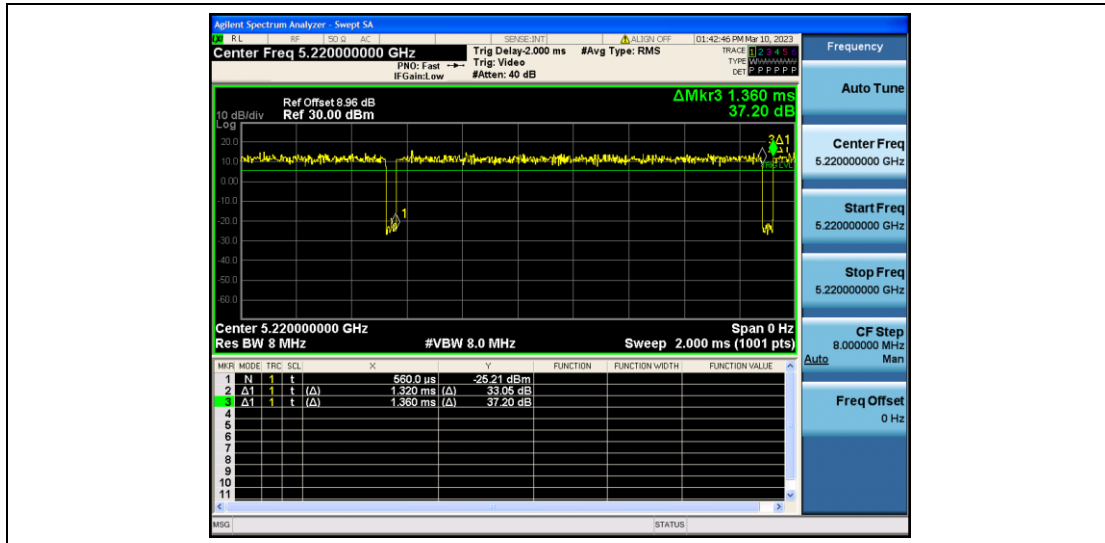 Agilent Spectrum Analyzer - Swept SA
RL RF 50 Ω AC SENSE:INT ALIGN OFF 01:42:46 PM Mar 10, 2023
Center Freq 5.220000000 GHz
PNO: Fast
IFGain:Low
Trig Delay-2.000 ms
Trig: Video
#Atten: 40 dB
#Avg Type: RMS
TRACE 1 2 3 4 5 6
TYPE WWWWWW
DET P P P P P P
Ref Offset 8.96 dB
10 dB/div Ref 30.00 dBm
Log
ΔMkr3 1.360 ms
37.20 dB
20.0
10.0
0.00
-10.0
-20.0
-30.0
-40.0
-50.0
-60.0
3Δ1
1
Center 5.220000000 GHz Span 0 Hz
Res BW 8 MHz #VBW 8.0 MHz Sweep 2.000 ms (1001 pts)
MKR MODE TRC SCL X Y FUNCTION FUNCTION WIDTH FUNCTION VALUE
1 N 1 t 560.0 µs -25.21 dBm
2 Δ1 1 t (Δ) 1.320 ms (Δ) 33.05 dB
3 Δ1 1 t (Δ) 1.360 ms (Δ) 37.20 dB
4
5
6
7
8
9
10
11
MSG STATUS
Frequency
Auto Tune
Center Freq
5.220000000 GHz
Start Freq
5.220000000 GHz
Stop Freq
5.220000000 GHz
CF Step
8.000000 MHz
Auto Man
Freq Offset
0 Hz